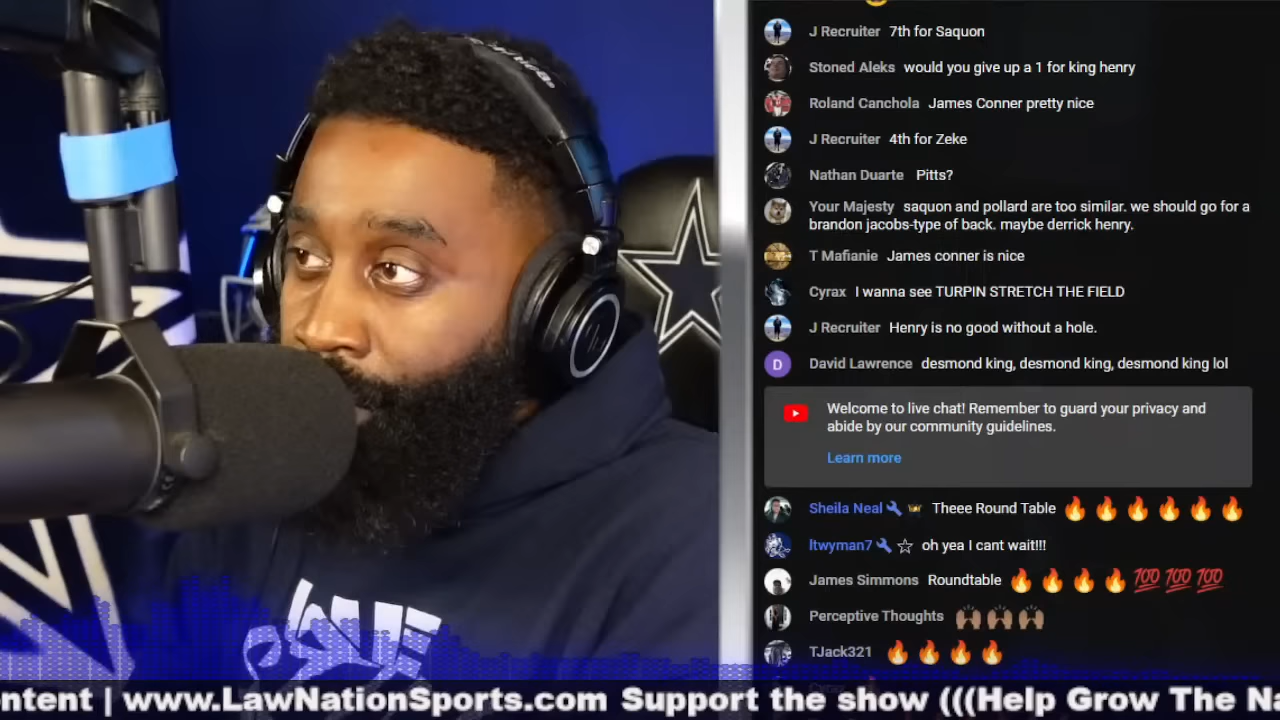 J Recruiter 7th for Saquon
Stoned Aleks would you give up a 1 for king henry
Roland Canchola James Conner pretty nice
J Recruiter 4th for Zeke
Nathan Duarte Pitts?
Your Majesty saquon and pollard are too similar. we should go for a
brandon jacobs-type of back. maybe derrick henry.
T Mafianie James conner is nice
Cyrax I wanna see TURPIN STRETCH THE FIELD
J Recruiter Henry is no good without a hole.
D David Lawrence desmond king, desmond king, desmond king lol
Welcome to live chat! Remember to guard your privacy and
abide by our community guidelines.
Learn more
Sheila Neal Theee Round Table 🔥🔥🔥🔥🔥🔥
ltwyman7 oh yea I cant wait!!!
James Simmons Roundtable 🔥🔥🔥🔥💯💯💯
Perceptive Thoughts 🙌🏽🙌🏽🙌🏽
TJack321 🔥🔥🔥🔥
Cyrax
ntent | www.LawNationSports.com Support the show (((Help Grow The Na